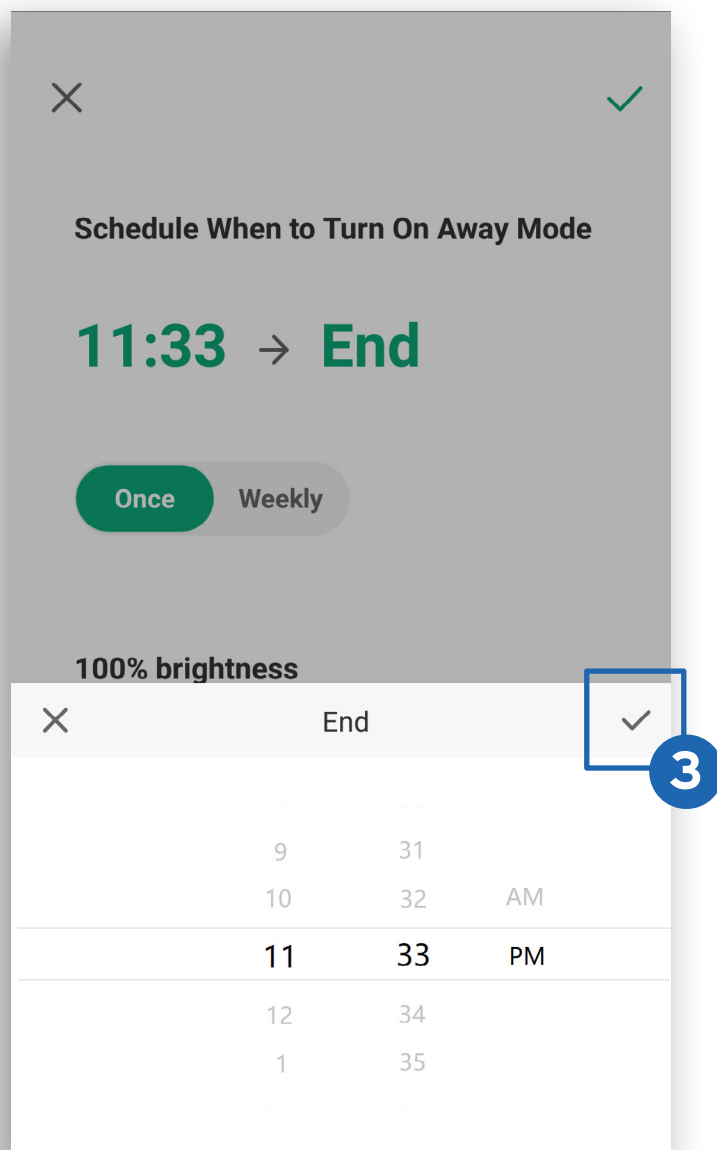 Schedule When to Turn On Away Mode
11:33 → End
Once Weekly
100% brightness
End
3
9 31
10 32 AM
11 33 PM
12 34
1 35